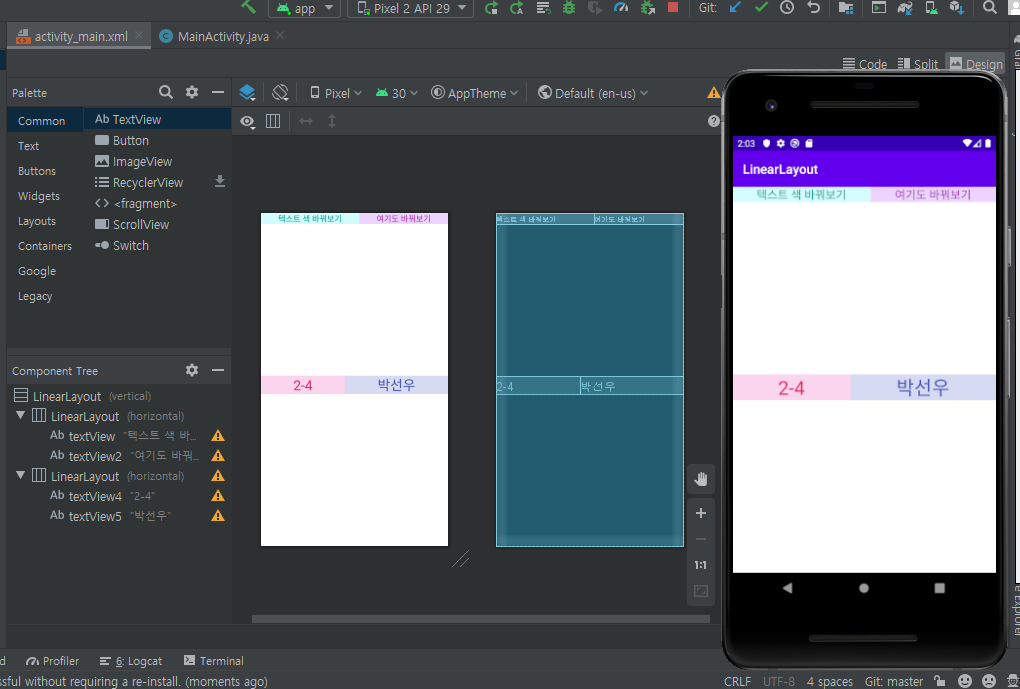 app Pixel 2 API 29 Git:
activity_main.xml MainActivity.java
Code Split Design
Palette Pixel 30 AppTheme Default (en-us)
Common Ab TextView
Text Button
Buttons ImageView
Widgets RecyclerView
Layouts <fragment>
Containers ScrollView
Google Switch
Legacy
텍스트 색 바꿔보기 여기도 바꿔보기
2-4 박선우
텍스트 색 바꿔보기 여기도 바꿔보기
2-4 박선우
1:1
Component Tree
LinearLayout (vertical)
LinearLayout (horizontal)
Ab textView "텍스트 색 바...
Ab textView2 "여기도 바꿔...
LinearLayout (horizontal)
Ab textView4 "2-4"
Ab textView5 "박선우"
2:03
LinearLayout
텍스트 색 바꿔보기 여기도 바꿔보기
2-4 박선우
Profiler 6: Logcat Terminal
sful without requiring a re-install. (moments ago) CRLF UTF-8 4 spaces Git: master